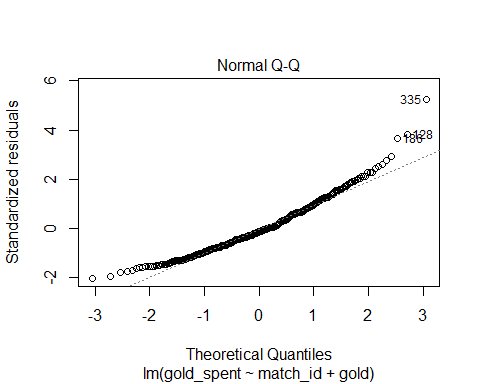 Normal Q-Q
Standardized residuals
6
4
2
0
-2
335
128
186
-3 -2 -1 0 1 2 3
Theoretical Quantiles
lm(gold_spent ~ match_id + gold)